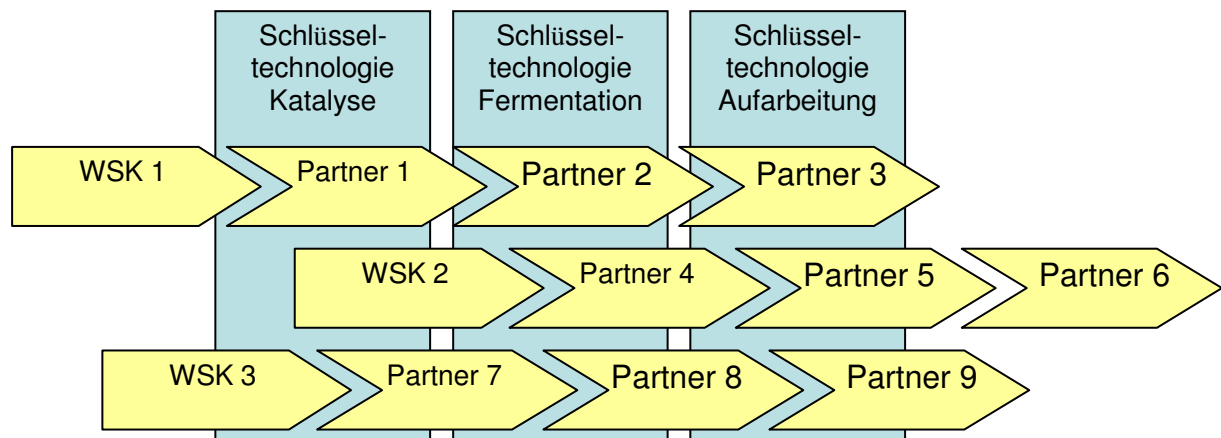 Schlüssel-
technologie
Katalyse
Schlüssel-
technologie
Fermentation
Schlüssel-
technologie
Aufarbeitung
WSK 1
Partner 1
Partner 2
Partner 3
WSK 2
Partner 4
Partner 5
Partner 6
WSK 3
Partner 7
Partner 8
Partner 9